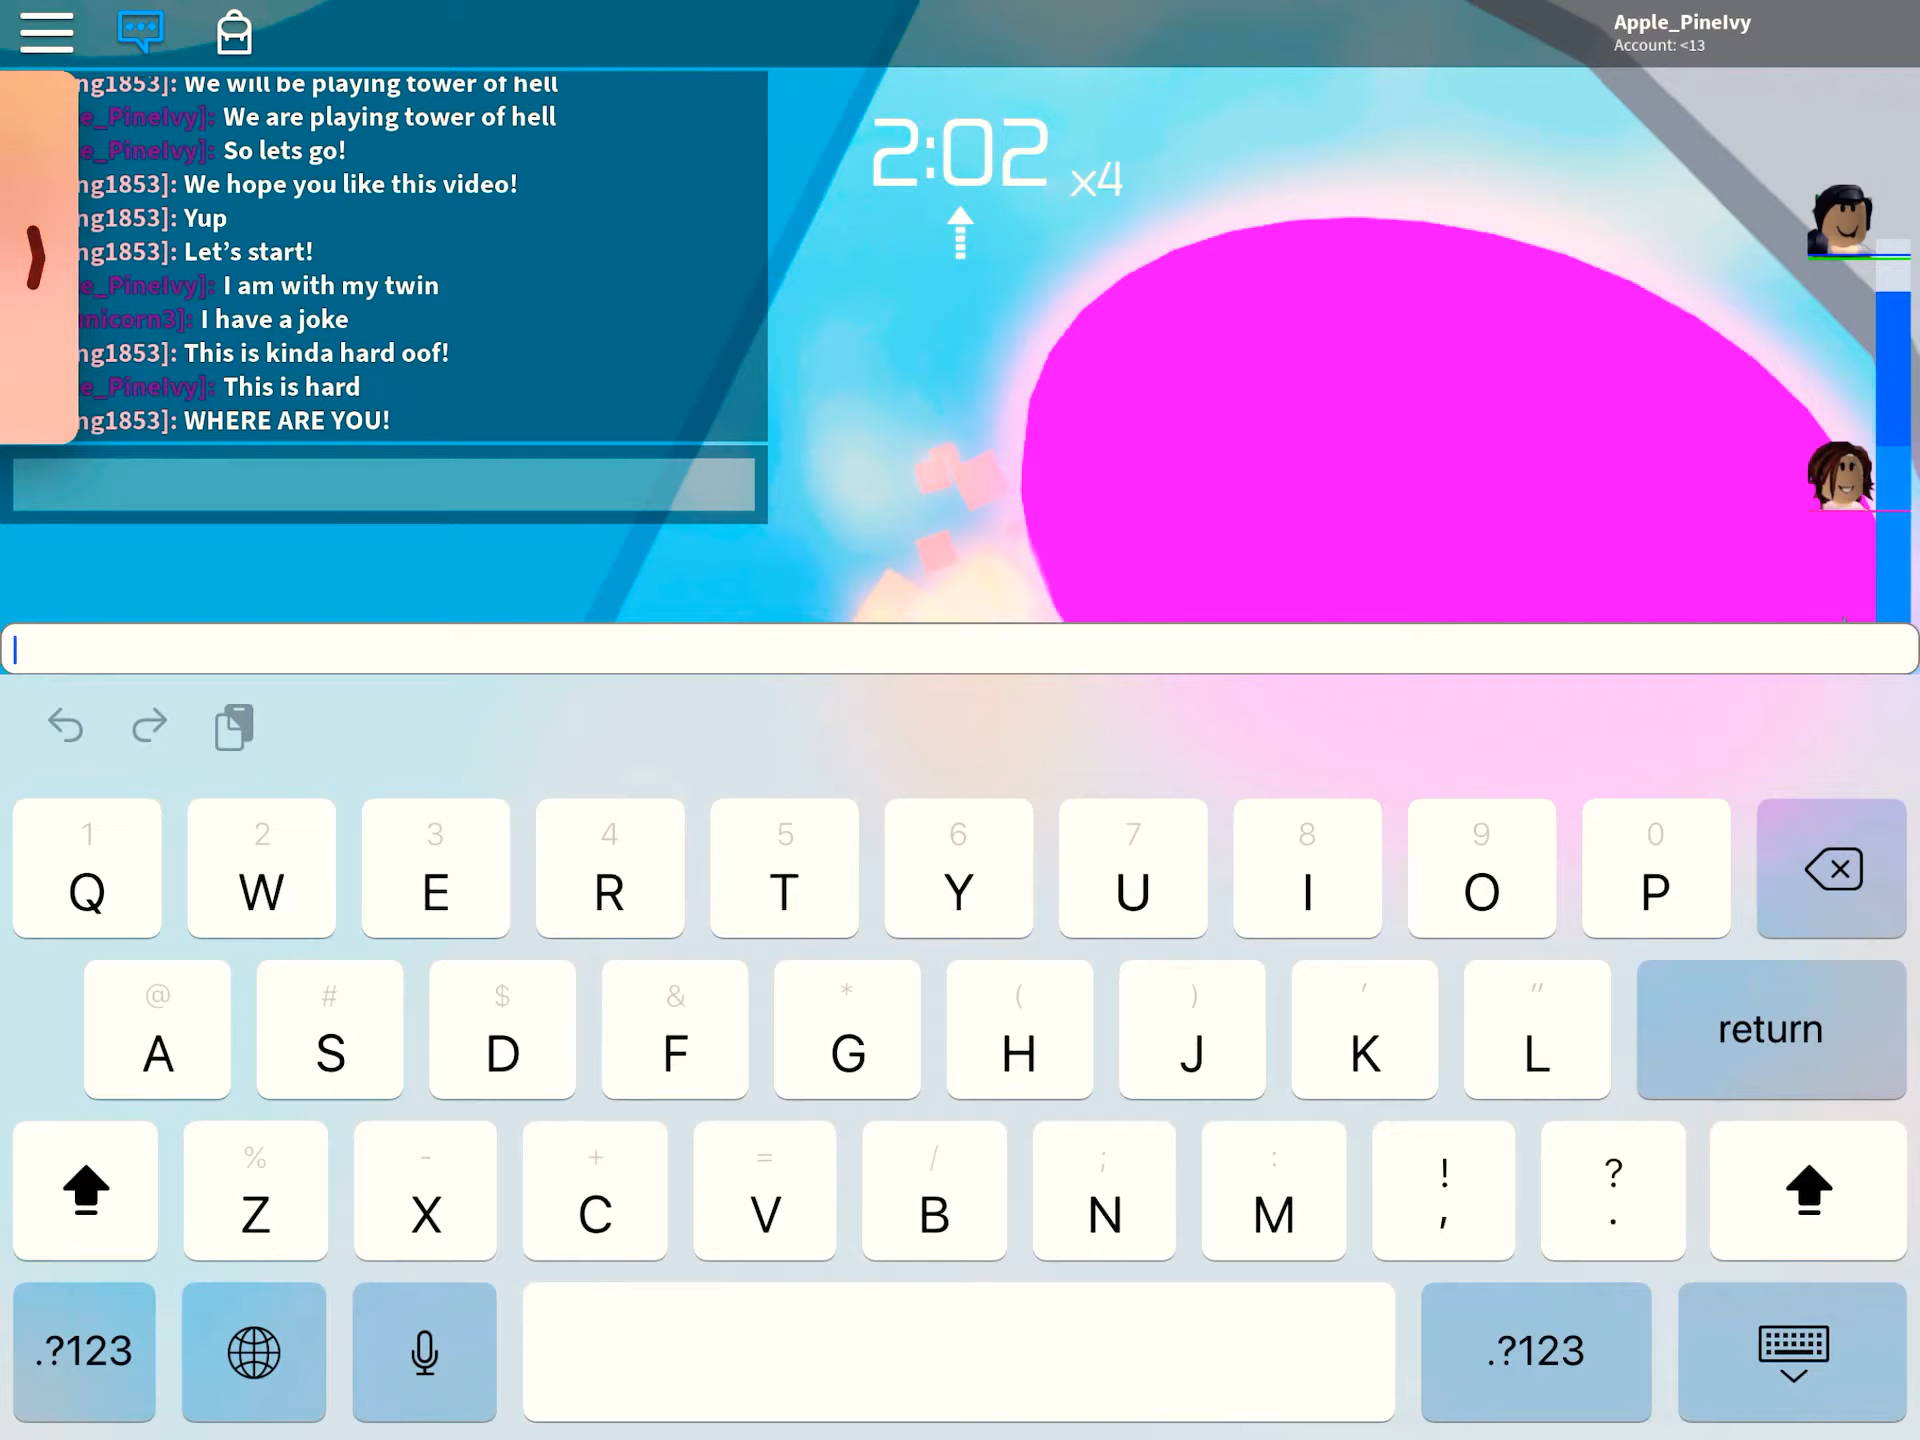 Apple_PineIvy
Account: <13
ng1853]: We will be playing tower of hell
e_PineIvy]: We are playing tower of hell
e_PineIvy]: So lets go!
ng1853]: We hope you like this video!
ng1853]: Yup
ng1853]: Let’s start!
e_PineIvy]: I am with my twin
unicorn3]: I have a joke
ng1853]: This is kinda hard oof!
e_PineIvy]: This is hard
ng1853]: WHERE ARE YOU!
2:02 x4
1 2 3 4 5 6 7 8 9 0
Q W E R T Y U I O P
@ # $ & * ( ) ' "
A S D F G H J K L return
% - + = / ; : ! ?
Z X C V B N M , .
.?123 .?123